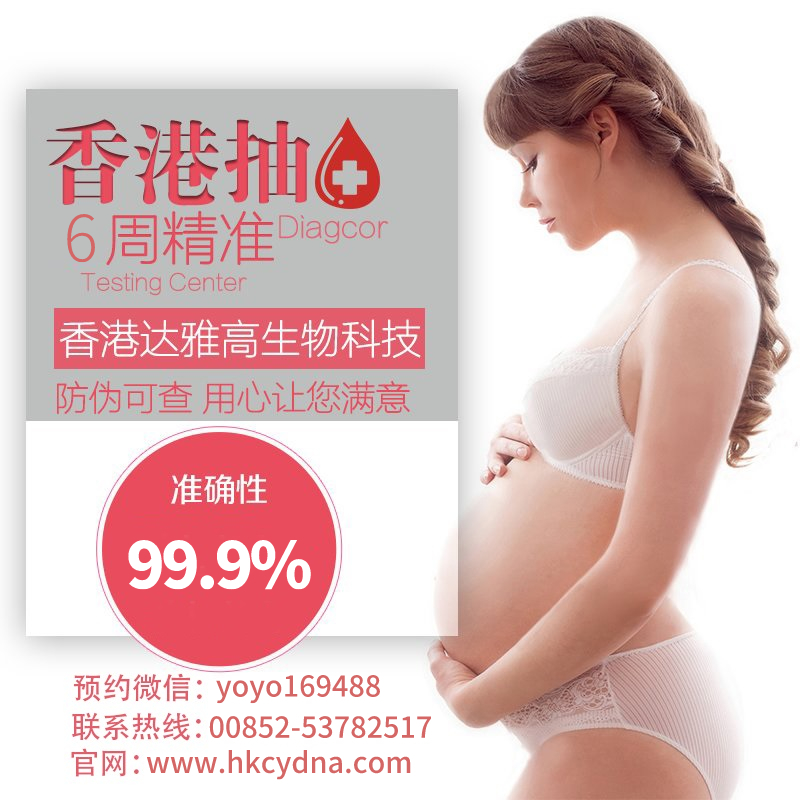 香港抽
6周精准 Diagcor
Testing Center
香港达雅高生物科技
防伪可查 用心让您满意
准确性
99.9%
预约微信：yoyo169488
联系热线：00852-53782517
官网：www.hkcydna.com